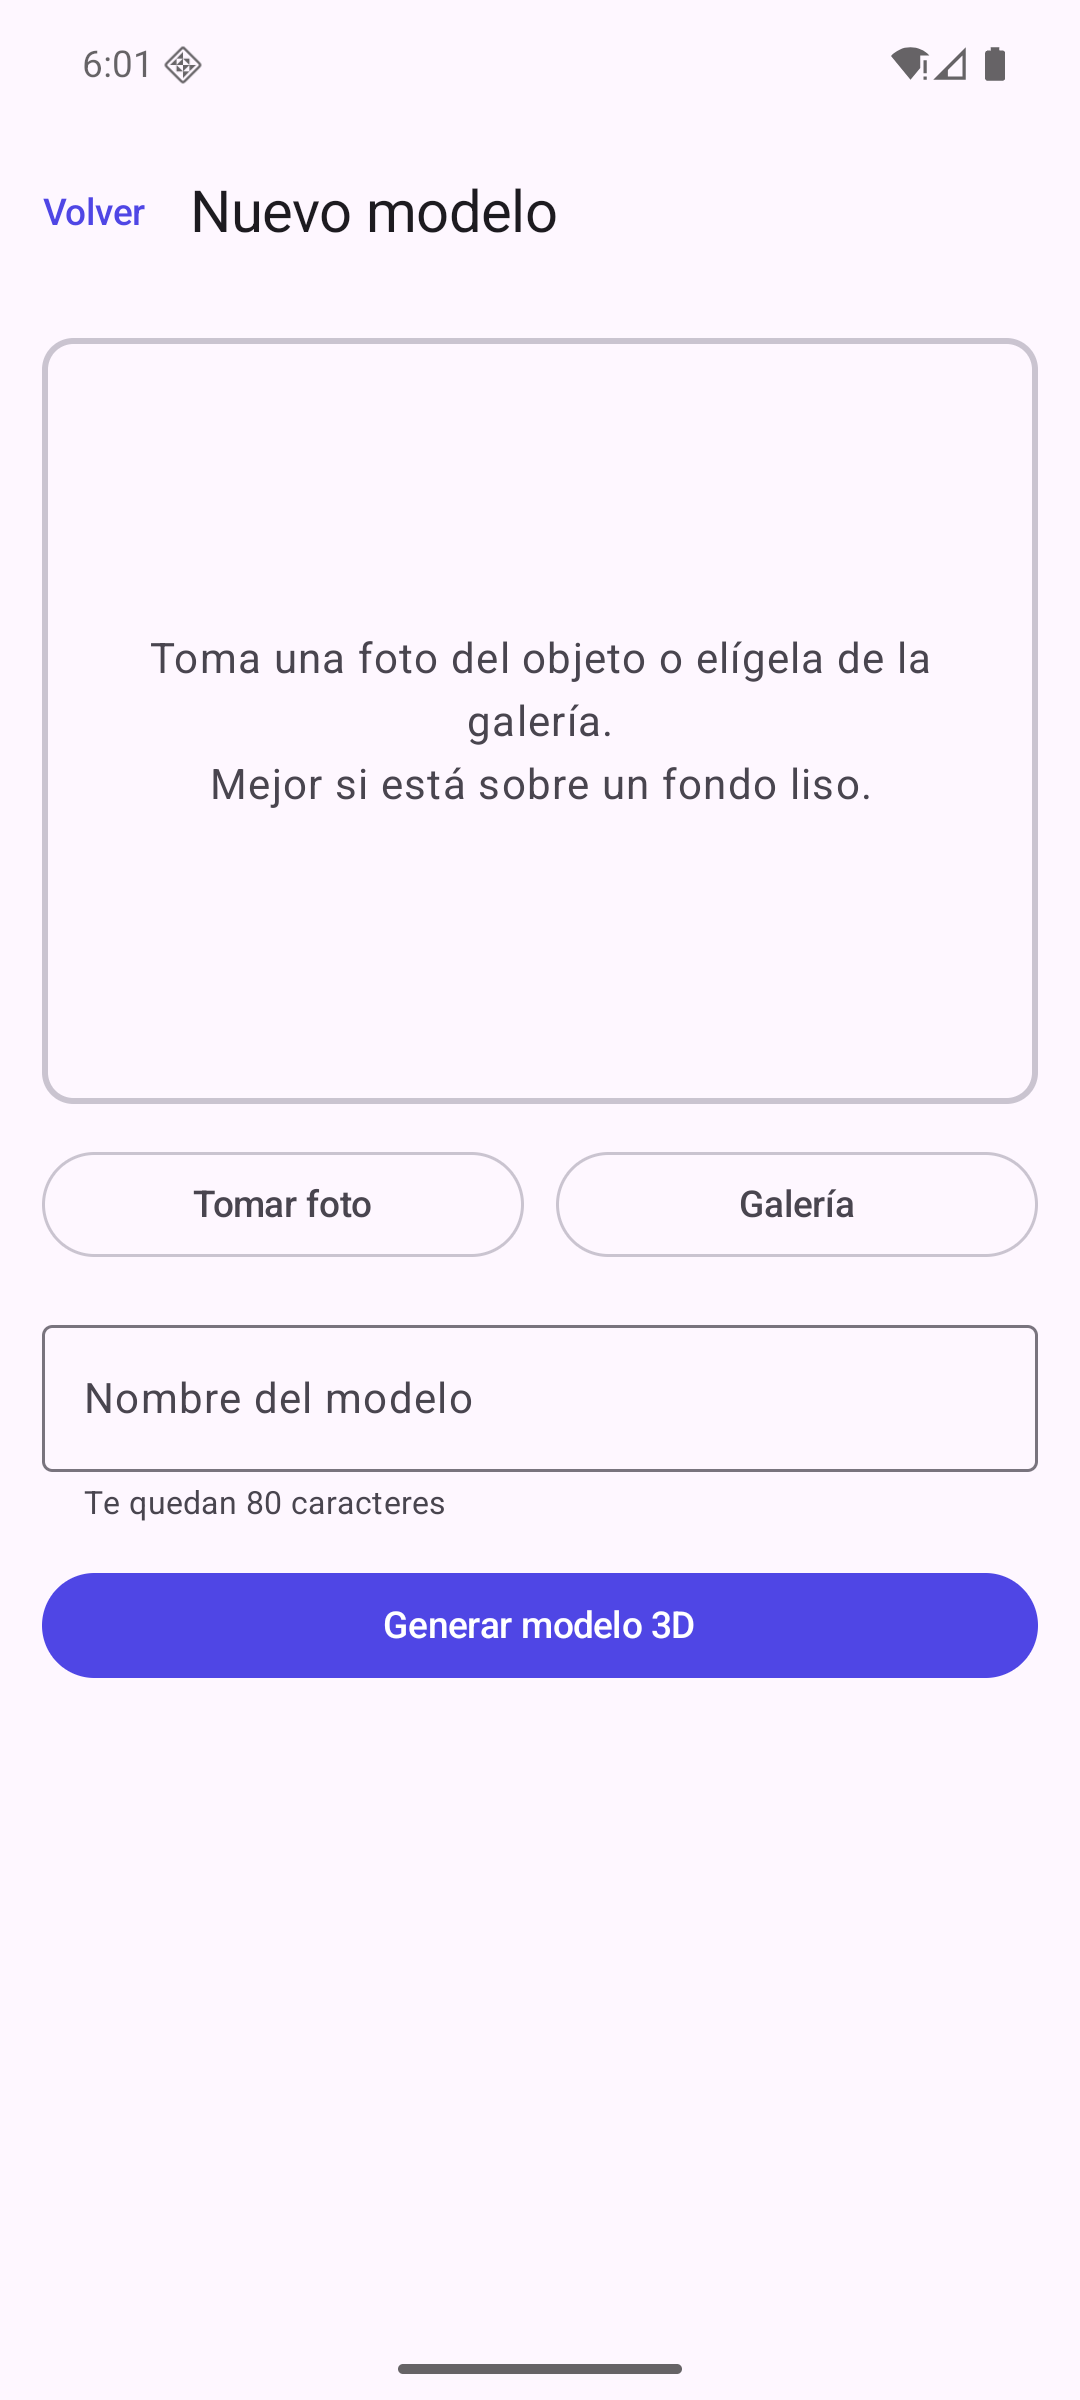 6:01
Volver
Nuevo modelo
Toma una foto del objeto o elígela de la
galería.
Mejor si está sobre un fondo liso.
Tomar foto
Galería
Nombre del modelo
Te quedan 80 caracteres
Generar modelo 3D